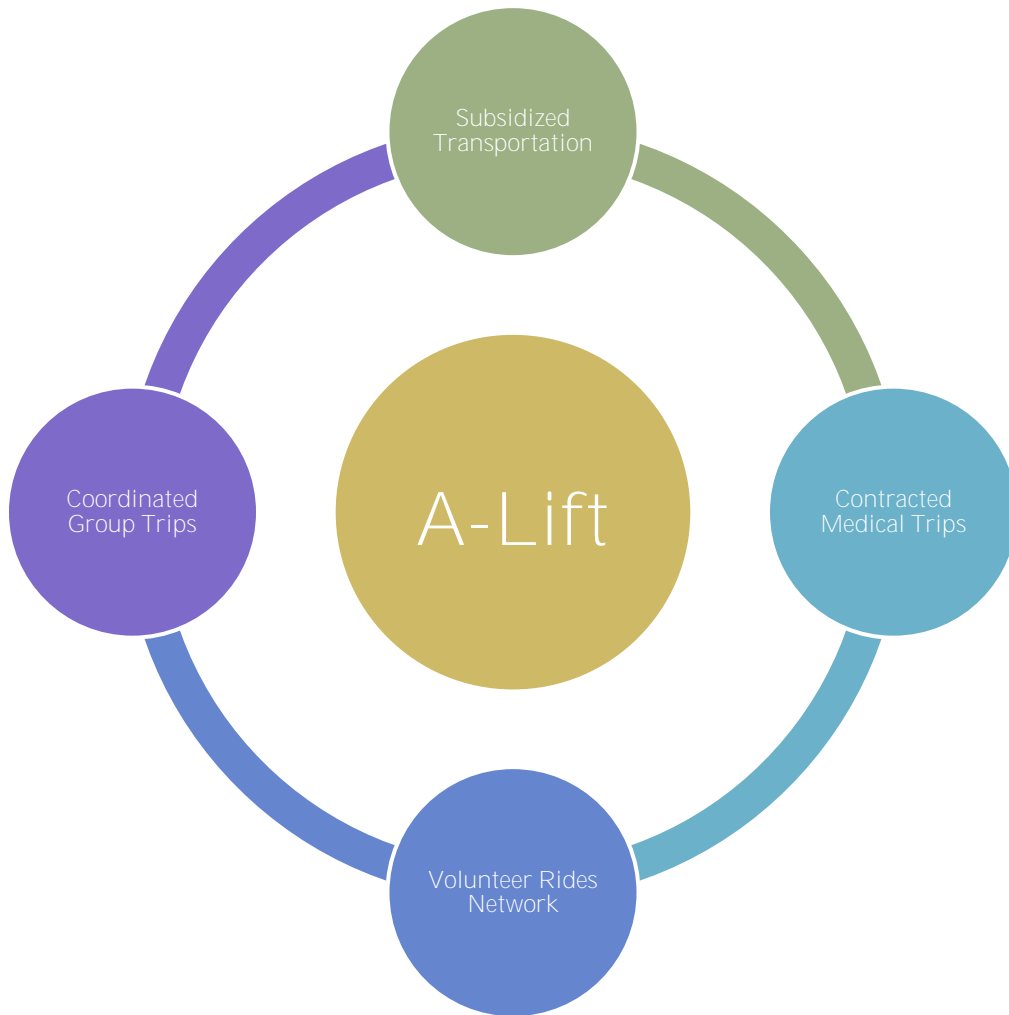 Subsidized
Transportation
Coordinated
Group Trips
A-Lift
Contracted
Medical Trips
Volunteer Rides
Network